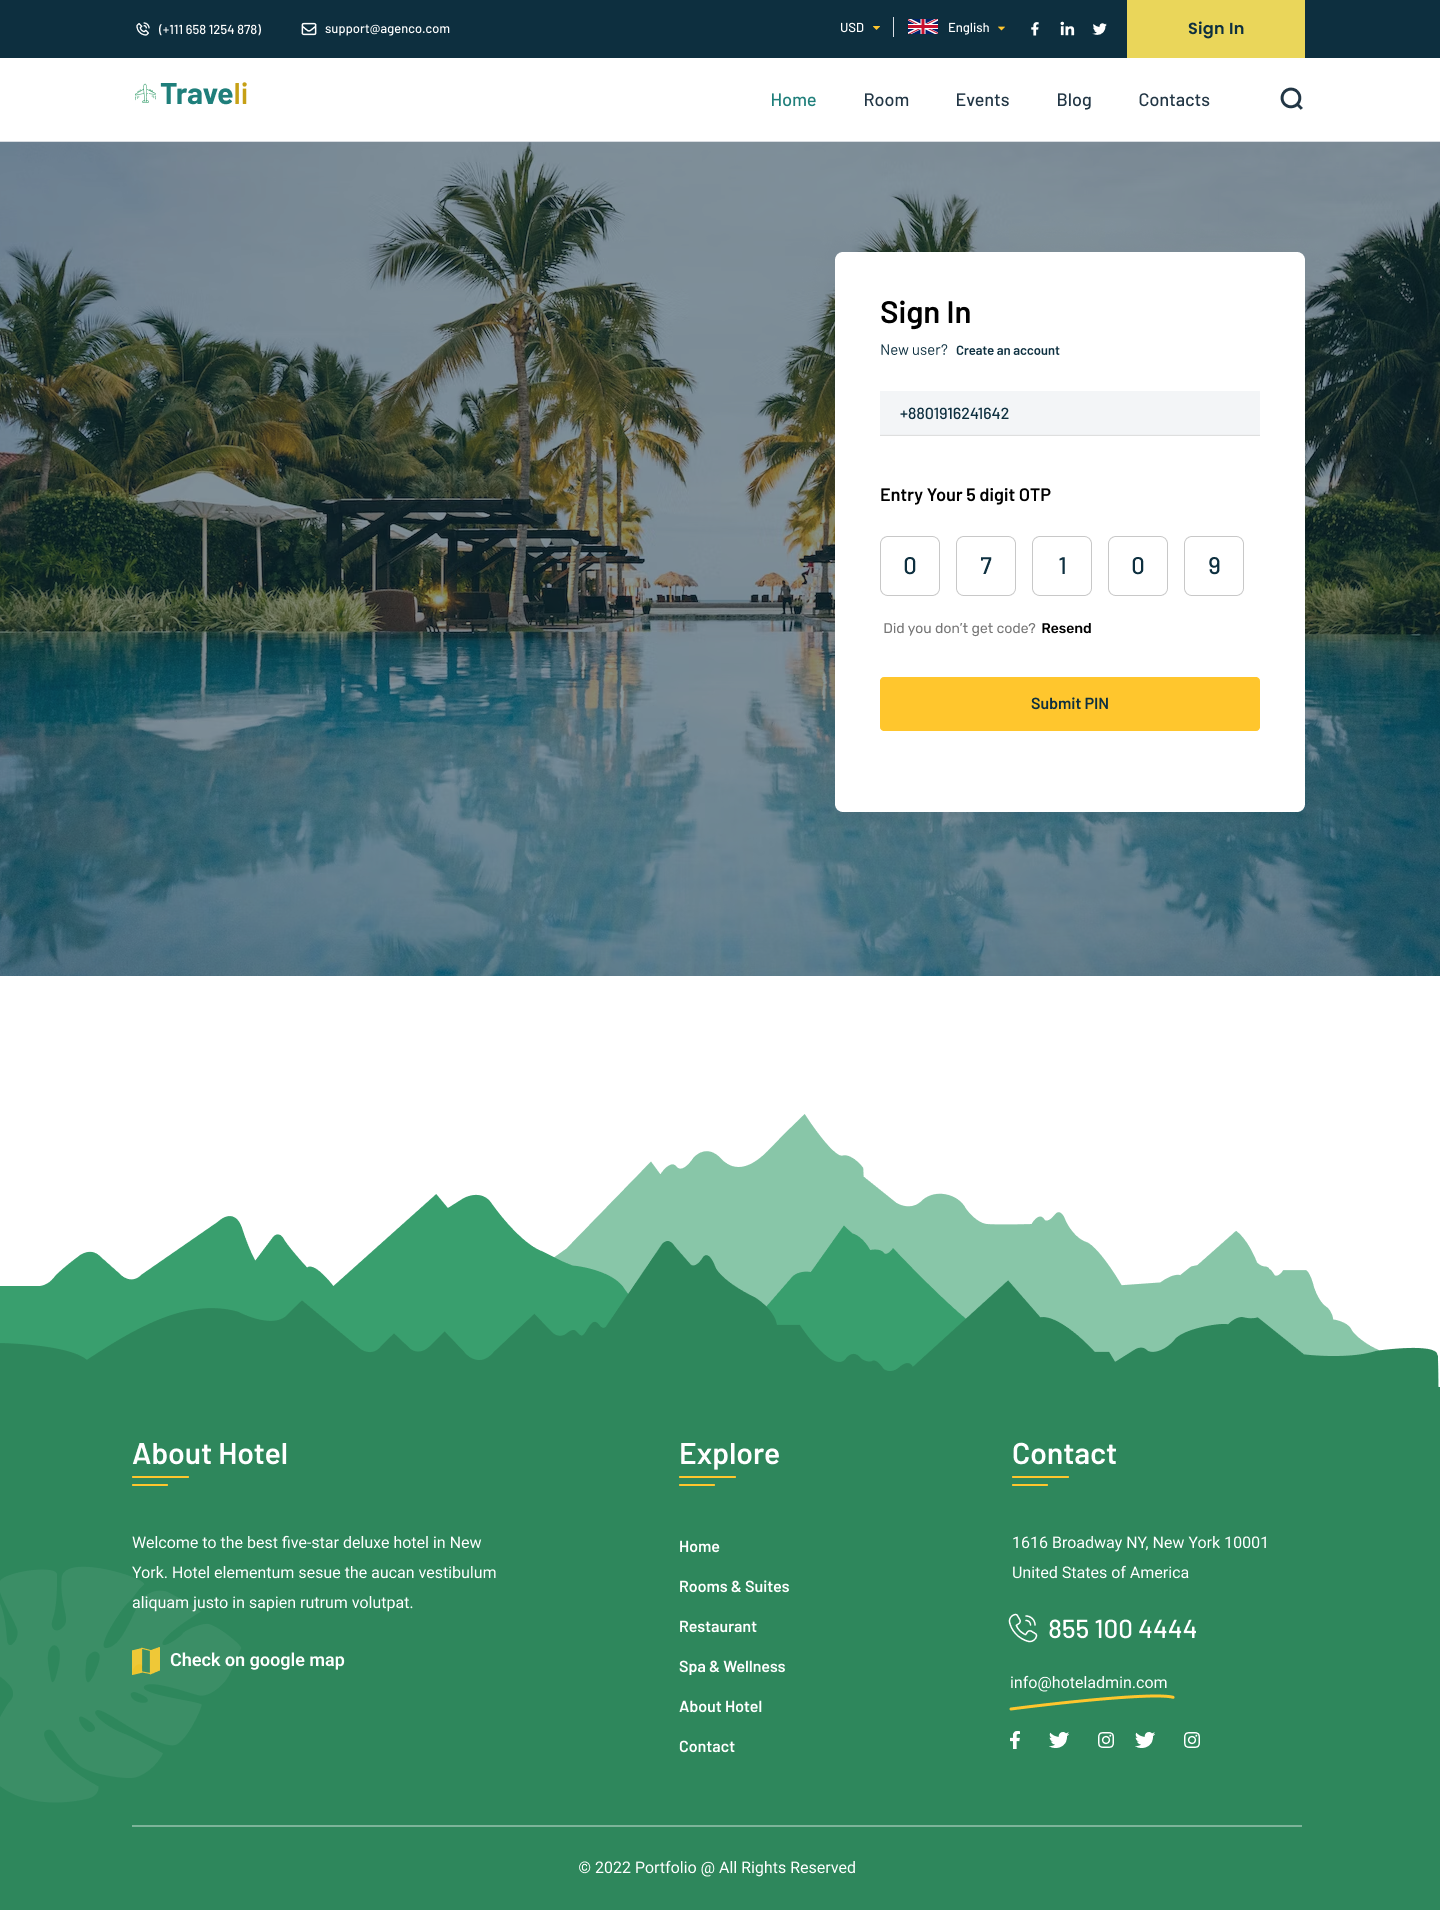 (+111 658 1254 878)
support@agenco.com
USD
English
Sign In
Traveli
Home
Room
Events
Blog
Contacts
Sign In
New user? Create an account
+8801916241642
Entry Your 5 digit OTP
0 7 1 0 9
Did you don't get code? Resend
Submit PIN
About Hotel
Welcome to the best five-star deluxe hotel in New
York. Hotel elementum sesue the aucan vestibulum
aliquam justo in sapien rutrum volutpat.
Check on google map
Explore
Home
Rooms & Suites
Restaurant
Spa & Wellness
About Hotel
Contact
Contact
1616 Broadway NY, New York 10001
United States of America
855 100 4444
info@hoteladmin.com
© 2022 Portfolio @ All Rights Reserved